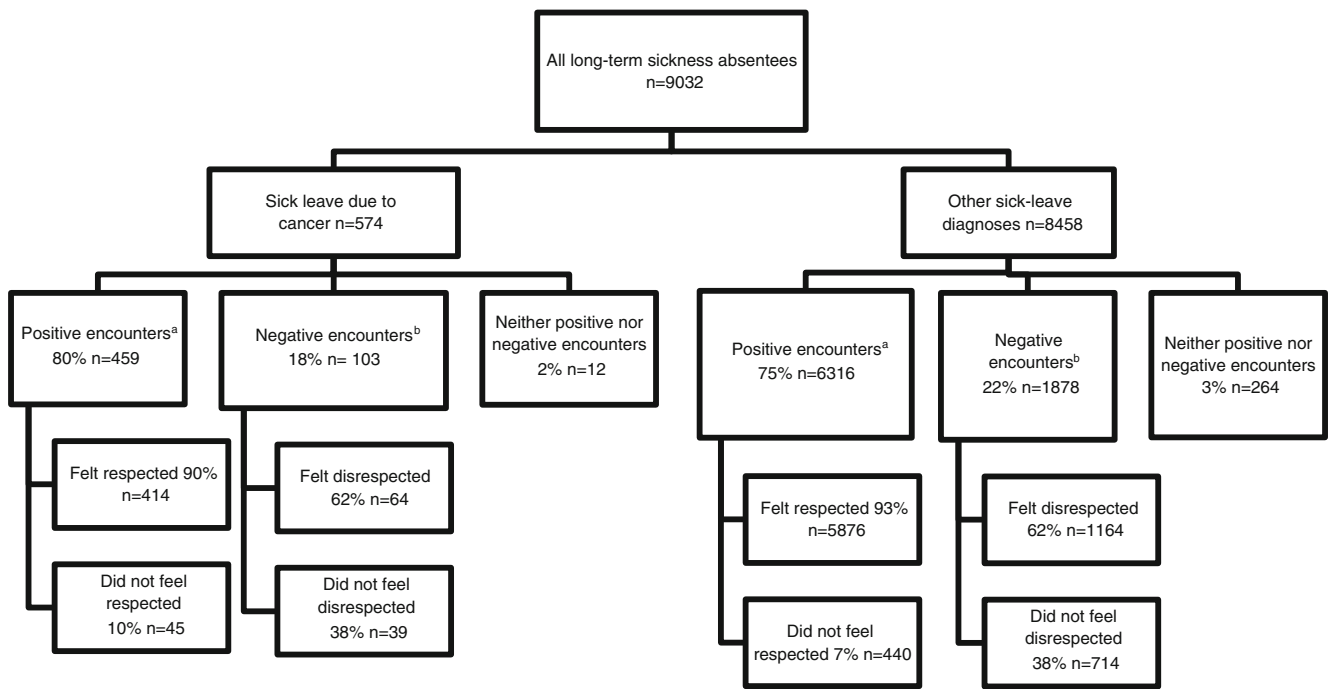 All long-term sickness absentees
n=9032
Sick leave due to
cancer n=574
Other sick-leave
diagnoses n=8458
Positive encountersᵃ
80% n=459
Negative encountersᵇ
18% n= 103
Neither positive nor
negative encounters
2% n=12
Positive encountersᵃ
75% n=6316
Negative
encountersᵇ
22% n=1878
Neither positive nor
negative encounters
3% n=264
Felt respected 90%
n=414
Felt disrespected
62% n=64
Felt respected 93%
n=5876
Felt disrespected
62% n=1164
Did not feel
respected
10% n=45
Did not feel
disrespected
38% n=39
Did not feel
respected 7% n=440
Did not feel
disrespected
38% n=714